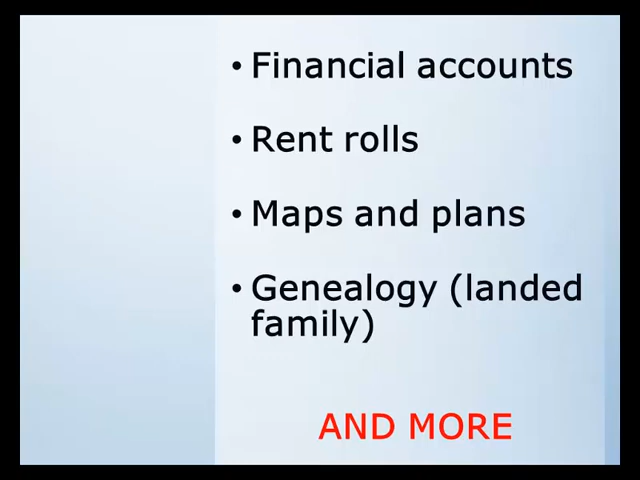 • Financial accounts
• Rent rolls
• Maps and plans
• Genealogy (landed
family)
AND MORE